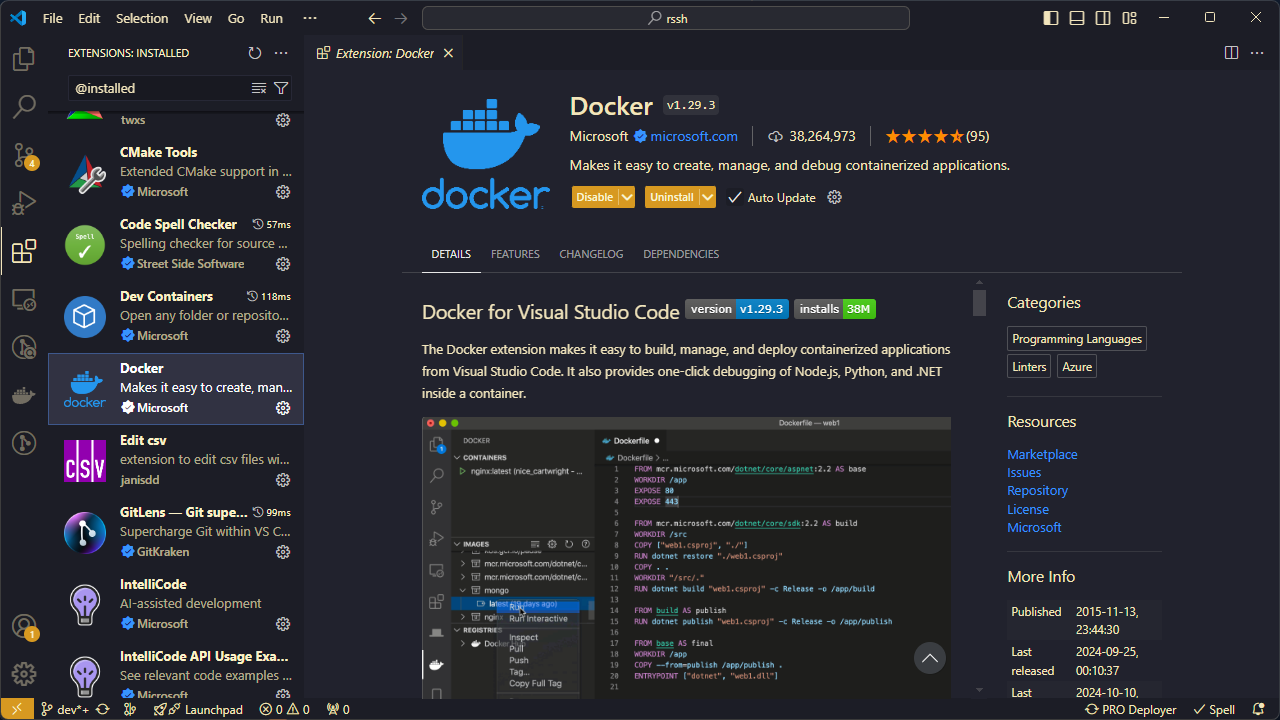 File Edit Selection View Go Run ··· rssh
EXTENSIONS: INSTALLED
@installed
twxs
CMake Tools
Extended CMake support in ...
Microsoft
4
Code Spell Checker 57ms
Spelling checker for source ...
Street Side Software
Dev Containers 118ms
Open any folder or reposito...
Microsoft
Docker
Makes it easy to create, man...
Microsoft
Edit csv
extension to edit csv files wi...
janisdd
GitLens — Git supe... 99ms
Supercharge Git within VS C...
GitKraken
IntelliCode
AI-assisted development
Microsoft
IntelliCode API Usage Exa...
See relevant code examples ...
Microsoft
1
Extension: Docker
Docker v1.29.3
Microsoft microsoft.com 38,264,973 (95)
Makes it easy to create, manage, and debug containerized applications.
Disable Uninstall Auto Update
DETAILS FEATURES CHANGELOG DEPENDENCIES
Docker for Visual Studio Code version v1.29.3 installs 38M
The Docker extension makes it easy to build, manage, and deploy containerized applications
from Visual Studio Code. It also provides one-click debugging of Node.js, Python, and .NET
inside a container.
Dockerfile — web1
DOCKER
CONTAINERS
nginx:latest (nice_cartwright - ...
IMAGES
mcr.microsoft.com/dotnet/c...
mcr.microsoft.com/dotnet/c...
mongo
Run
Run Interactive
REGISTRIES
Inspect
Pull
Push
Tag...
Copy Full Tag
Dockerfile
Dockerfile > ...
1 FROM mcr.microsoft.com/dotnet/core/aspnet:2.2 AS base
2 WORKDIR /app
3 EXPOSE 80
4 EXPOSE 443
5
6 FROM mcr.microsoft.com/dotnet/core/sdk:2.2 AS build
7 WORKDIR /src
8 COPY ["web1.csproj", "./"]
9 RUN dotnet restore "./web1.csproj"
10 COPY . .
11 WORKDIR "/src/."
12 RUN dotnet build "web1.csproj" -c Release -o /app/build
13
14 FROM build AS publish
15 RUN dotnet publish "web1.csproj" -c Release -o /app/publish
16
17 FROM base AS final
18 WORKDIR /app
19 COPY --from=publish /app/publish .
20 ENTRYPOINT ["dotnet", "web1.dll"]
21
Categories
Programming Languages
Linters Azure
Resources
Marketplace
Issues
Repository
License
Microsoft
More Info
Published 2015-11-13,
23:44:30
Last 2024-09-25,
released 00:10:37
Last 2024-10-10,
dev*+ Launchpad 0 0 0 PRO Deployer Spell